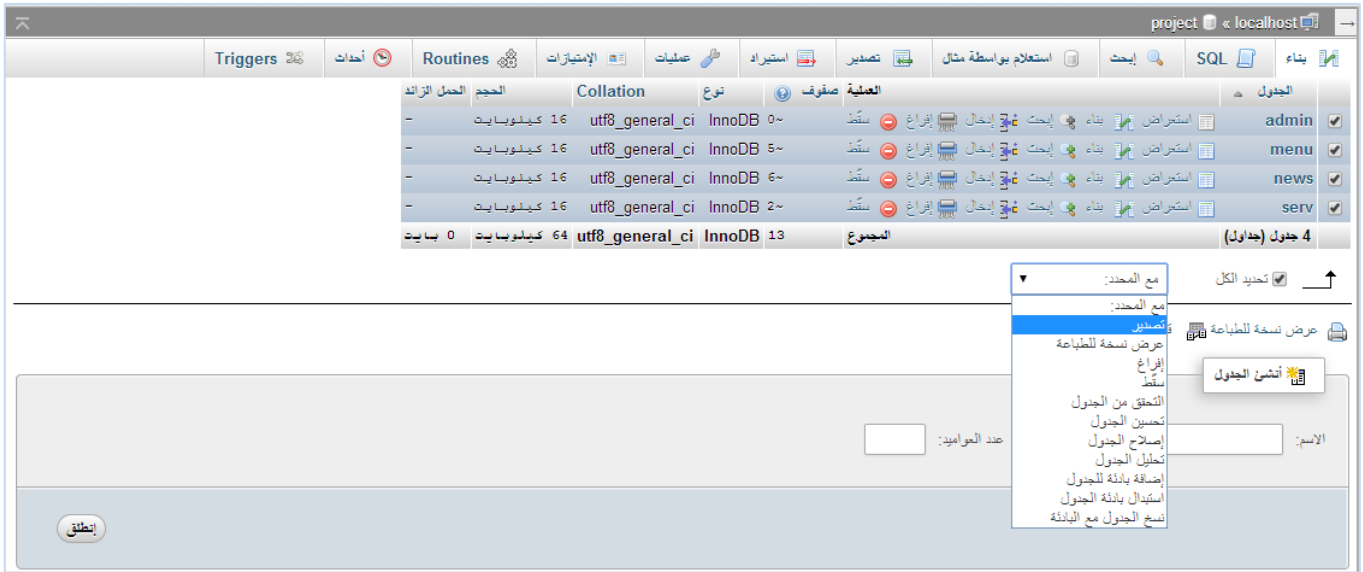 project « localhost
بناء SQL إبحث استعلام بواسطة مثال تصدير استيراد عمليات الإمتيازات Routines أحداث Triggers
الجدول العملية صفوف نوع Collation الحجم الحمل الزائد
admin استعراض بناء إبحث إدخال إفراغ سقّط ~0 InnoDB utf8_general_ci 16 كيلوبايت -
menu استعراض بناء إبحث إدخال إفراغ سقّط ~5 InnoDB utf8_general_ci 16 كيلوبايت -
news استعراض بناء إبحث إدخال إفراغ سقّط ~6 InnoDB utf8_general_ci 16 كيلوبايت -
serv استعراض بناء إبحث إدخال إفراغ سقّط ~2 InnoDB utf8_general_ci 16 كيلوبايت -
4 جدول (جداول) المجموع 13 InnoDB utf8_general_ci 64 كيلوبايت 0 بايت
تحديد الكل مع المحدد:
مع المحدد:
تصدير
عرض نسخة للطباعة
إفراغ
سقّط
التحقق من الجدول
تحسين الجدول
إصلاح الجدول
تحليل الجدول
إضافة بادئة للجدول
استبدال بادئة الجدول
نسخ الجدول مع البادئة
عرض نسخة للطباعة
أنشئ الجدول
الاسم: عدد العواميد:
إنطلق